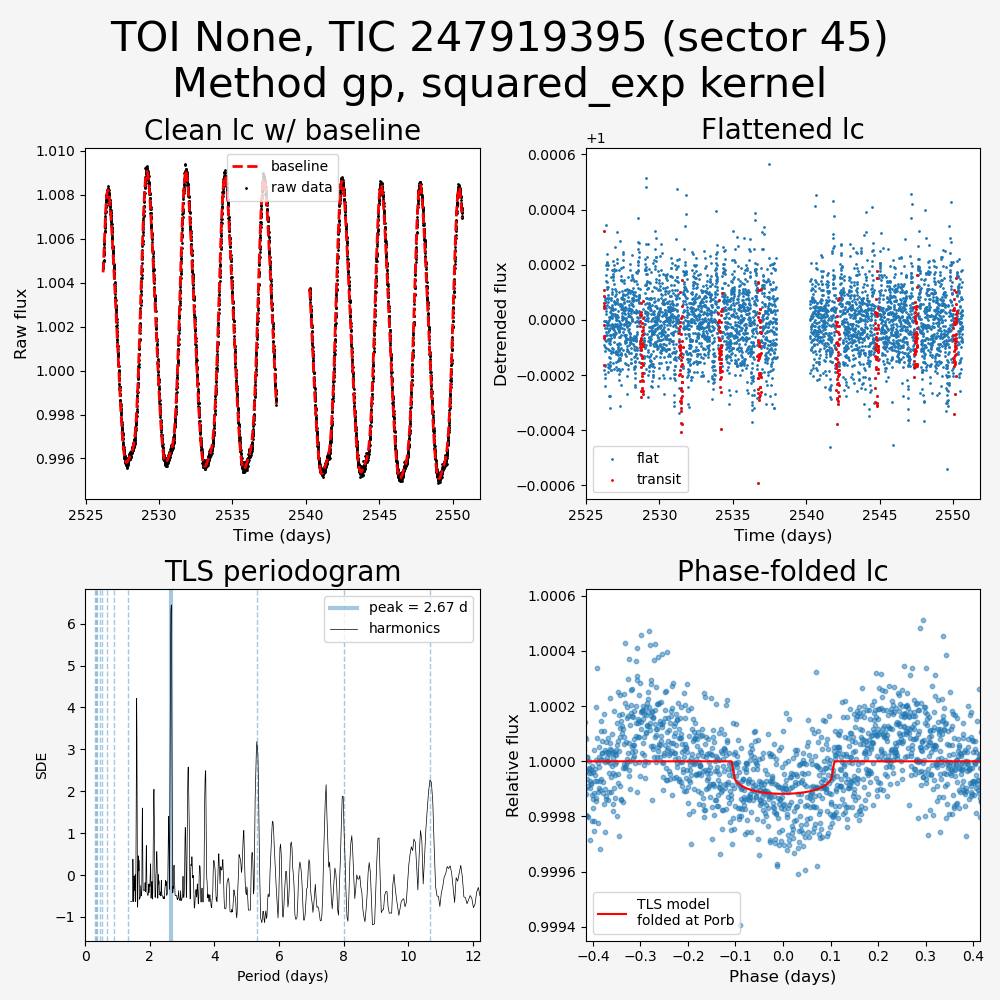 TOI None, TIC 247919395 (sector 45)
Method gp, squared_exp kernel
Clean lc w/ baseline
Raw flux
1.010
1.008
1.006
1.004
1.002
1.000
0.998
0.996
baseline
raw data
2525
2530
2535
2540
2545
2550
Time (days)
Flattened lc
+1
Detrended flux
0.0006
0.0004
0.0002
0.0000
−0.0002
−0.0004
−0.0006
flat
transit
2525
2530
2535
2540
2545
2550
Time (days)
TLS periodogram
SDE
6
5
4
3
2
1
0
−1
peak = 2.67 d
harmonics
0
2
4
6
8
10
12
Period (days)
Phase-folded lc
Relative flux
1.0006
1.0004
1.0002
1.0000
0.9998
0.9996
0.9994
TLS model
folded at Porb
−0.4
−0.3
−0.2
−0.1
0.0
0.1
0.2
0.3
0.4
Phase (days)